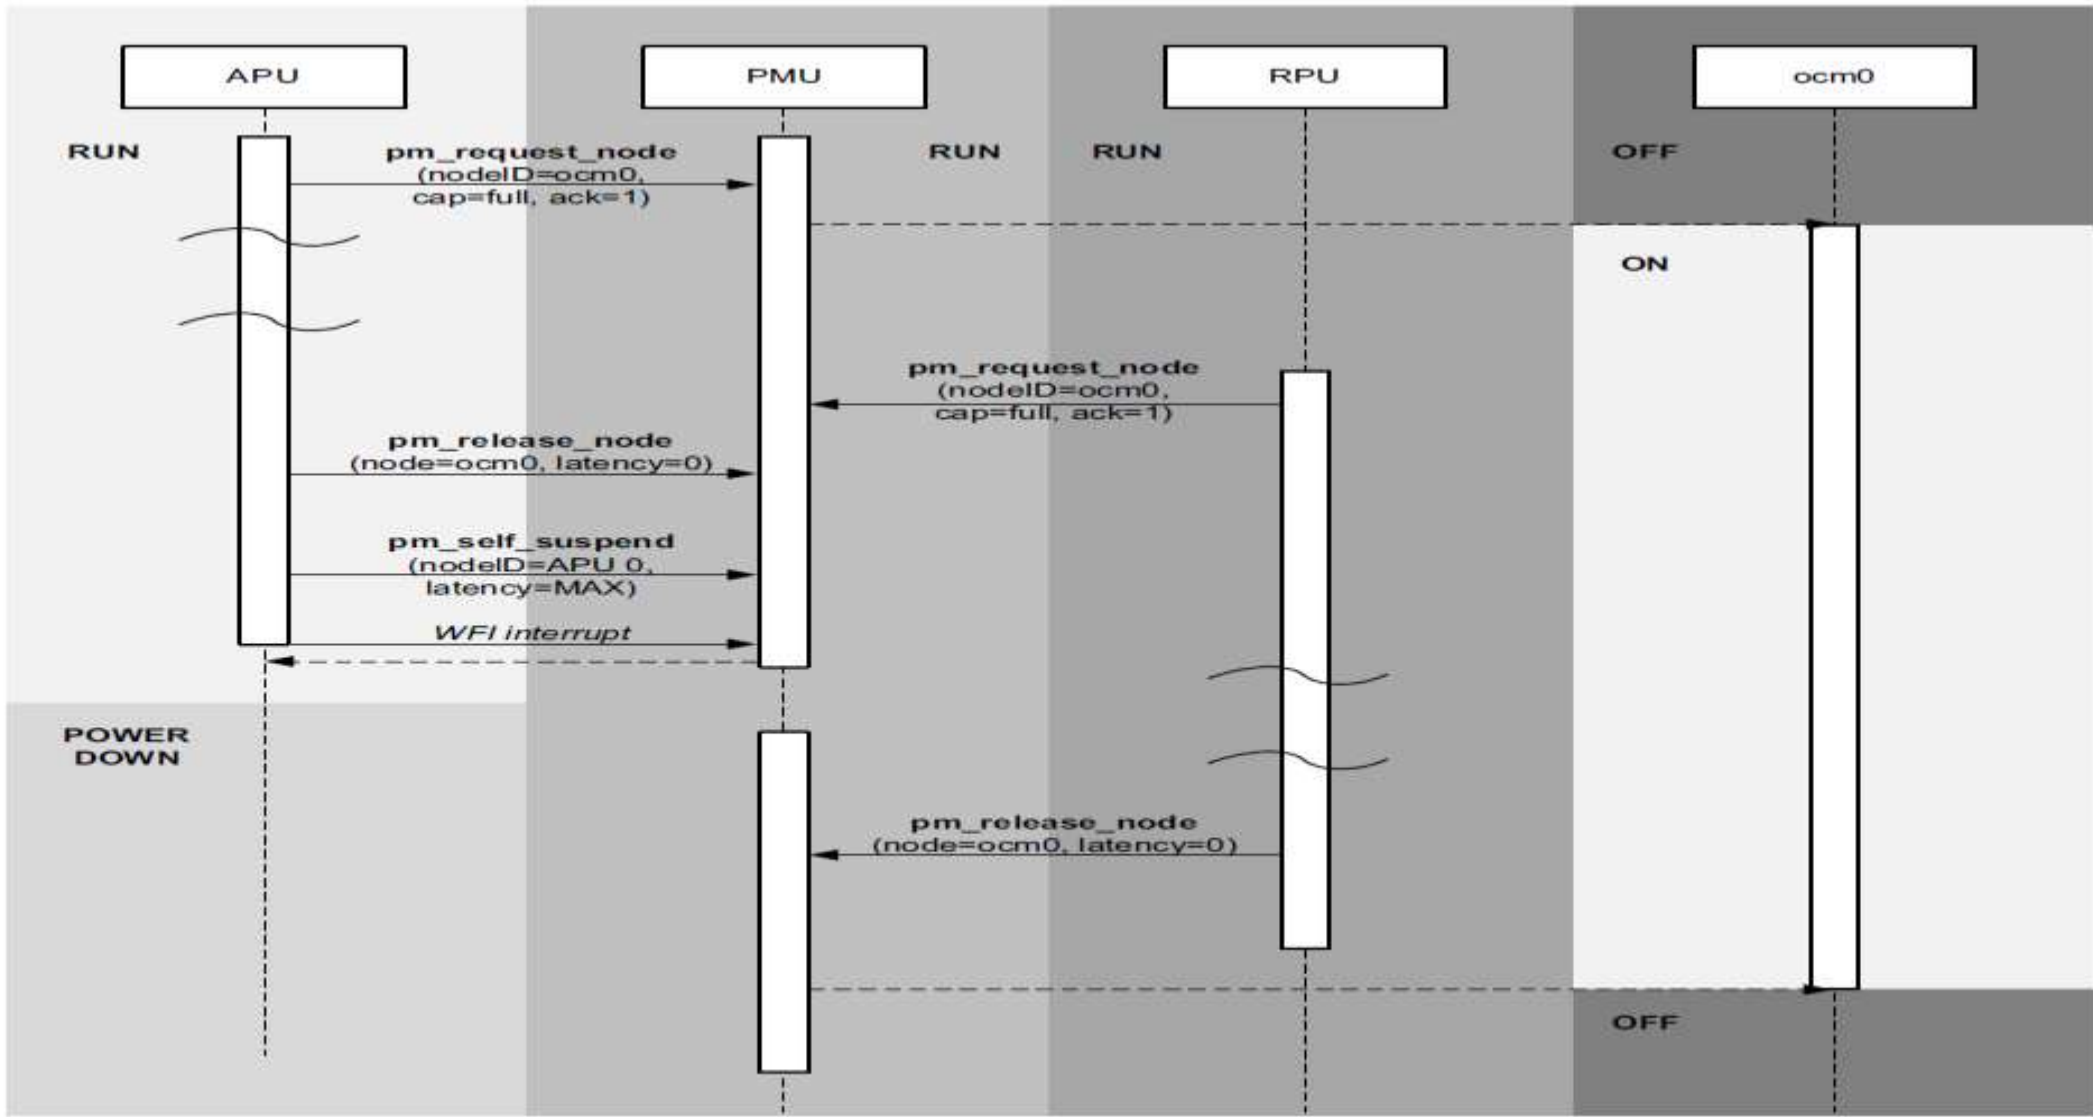 APU
PMU
RPU
ocm0
RUN
pm_request_node
(nodeID=ocm0,
cap=full, ack=1)
RUN
RUN
OFF
ON
pm_request_node
(nodeID=ocm0,
cap=full, ack=1)
pm_release_node
(node=ocm0, latency=0)
pm_self_suspend
(nodeID=APU 0,
latency=MAX)
WFI interrupt
POWER
DOWN
pm_release_node
(node=ocm0, latency=0)
OFF